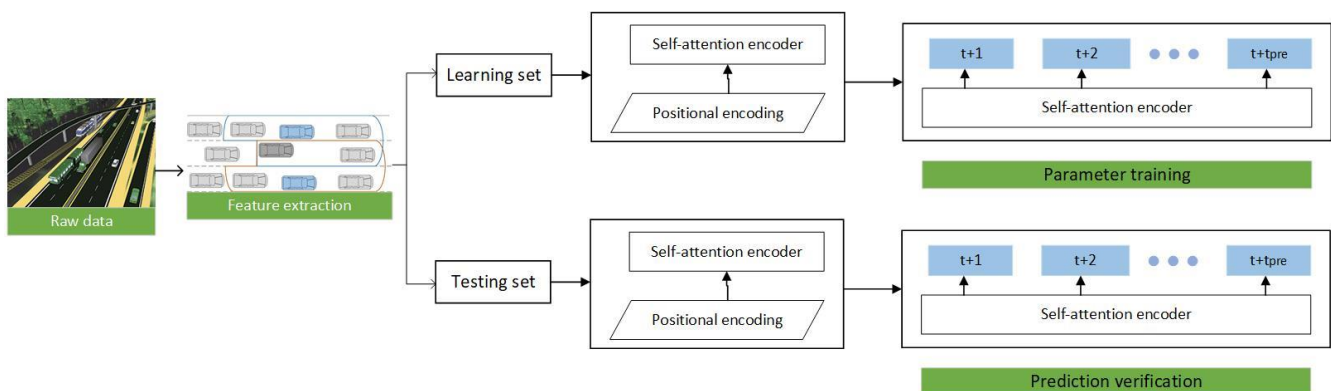 Raw data
Feature extraction
Learning set
Self-attention encoder
Positional encoding
t+1
t+2
t+tpre
Self-attention encoder
Parameter training
Testing set
Self-attention encoder
Positional encoding
t+1
t+2
t+tpre
Self-attention encoder
Prediction verification